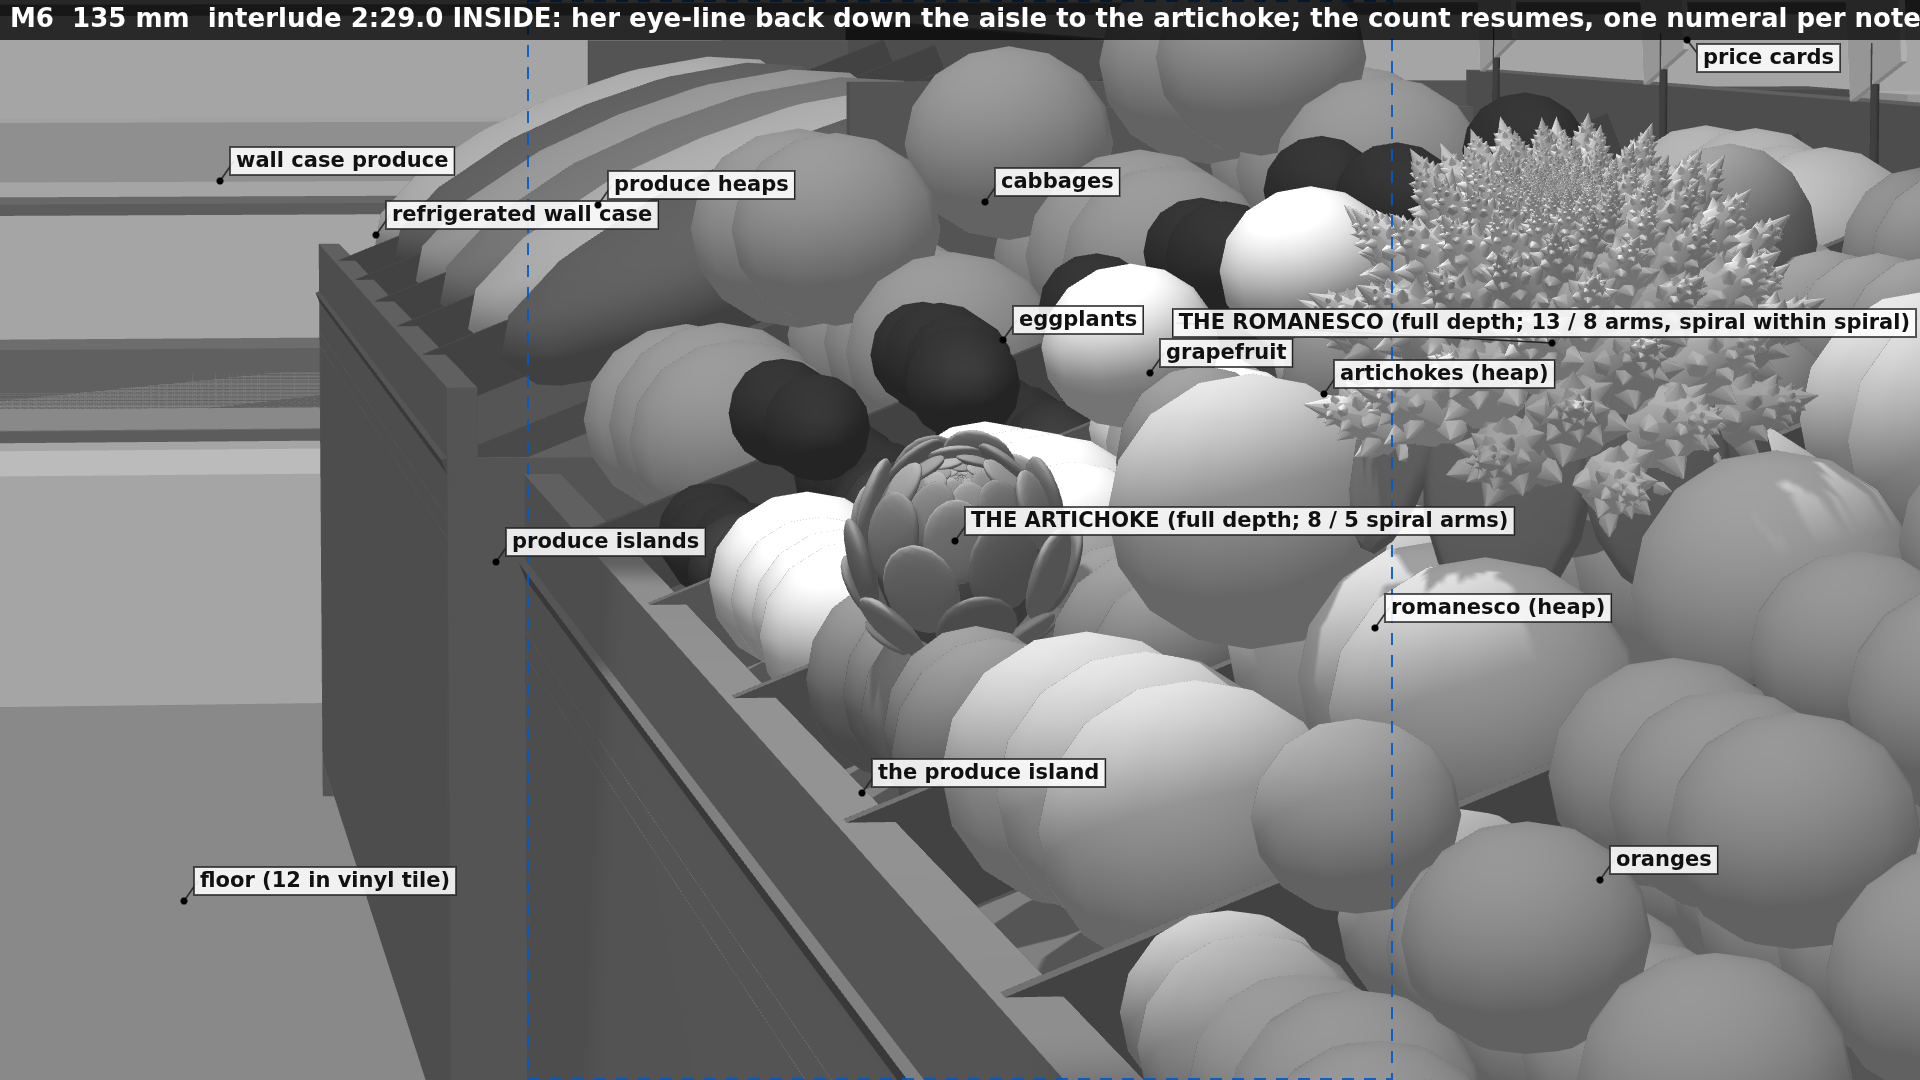 M6  135 mm  interlude 2:29.0 INSIDE: her eye-line back down the aisle to the artichoke; the count resumes, one numeral per note
price cards
wall case produce
produce heaps
cabbages
refrigerated wall case
eggplants
THE ROMANESCO (full depth; 13 / 8 arms, spiral within spiral)
grapefruit
artichokes (heap)
THE ARTICHOKE (full depth; 8 / 5 spiral arms)
produce islands
romanesco (heap)
the produce island
oranges
floor (12 in vinyl tile)